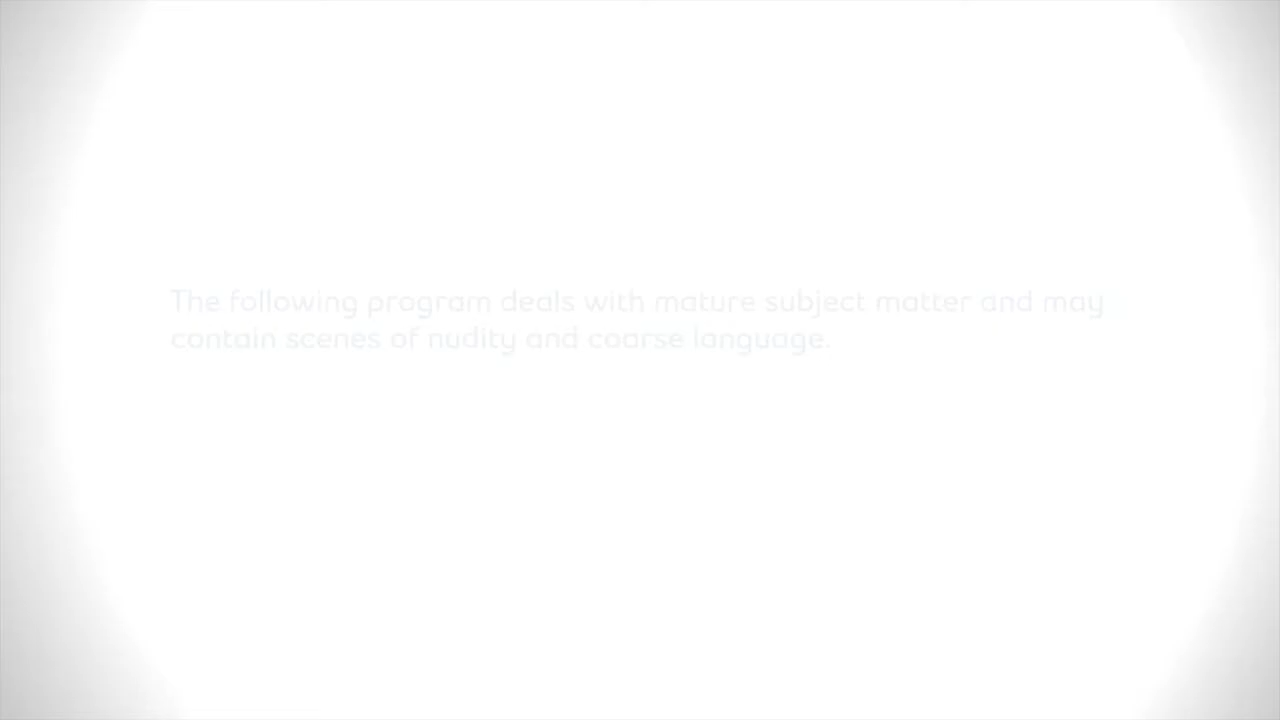 The following program deals with mature subject matter and may
contain scenes of nudity and coarse language.